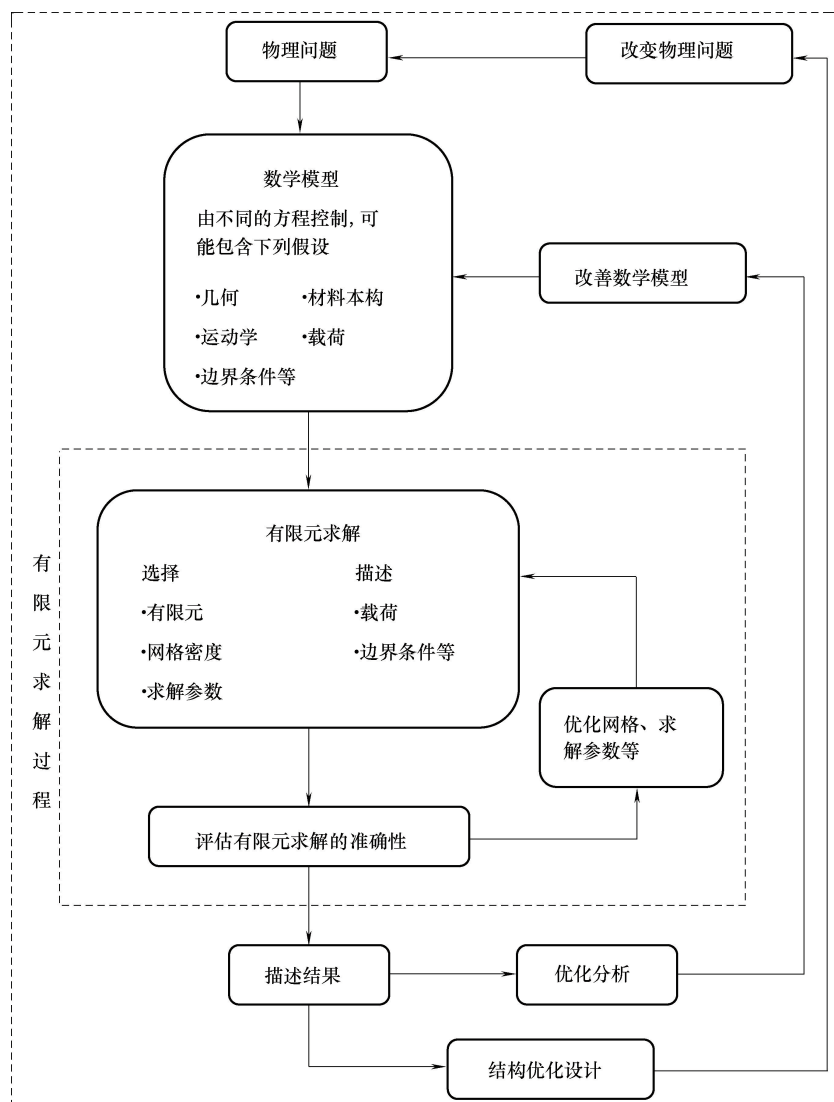 物理问题
改变物理问题
数学模型
由不同的方程控制,可
能包含下列假设
·几何
·材料本构
·运动学
·载荷
·边界条件等
改善数学模型
有限元求解过程
有限元求解
选择
描述
·有限元
·载荷
·网格密度
·边界条件等
·求解参数
优化网格、求
解参数等
评估有限元求解的准确性
描述结果
优化分析
结构优化设计